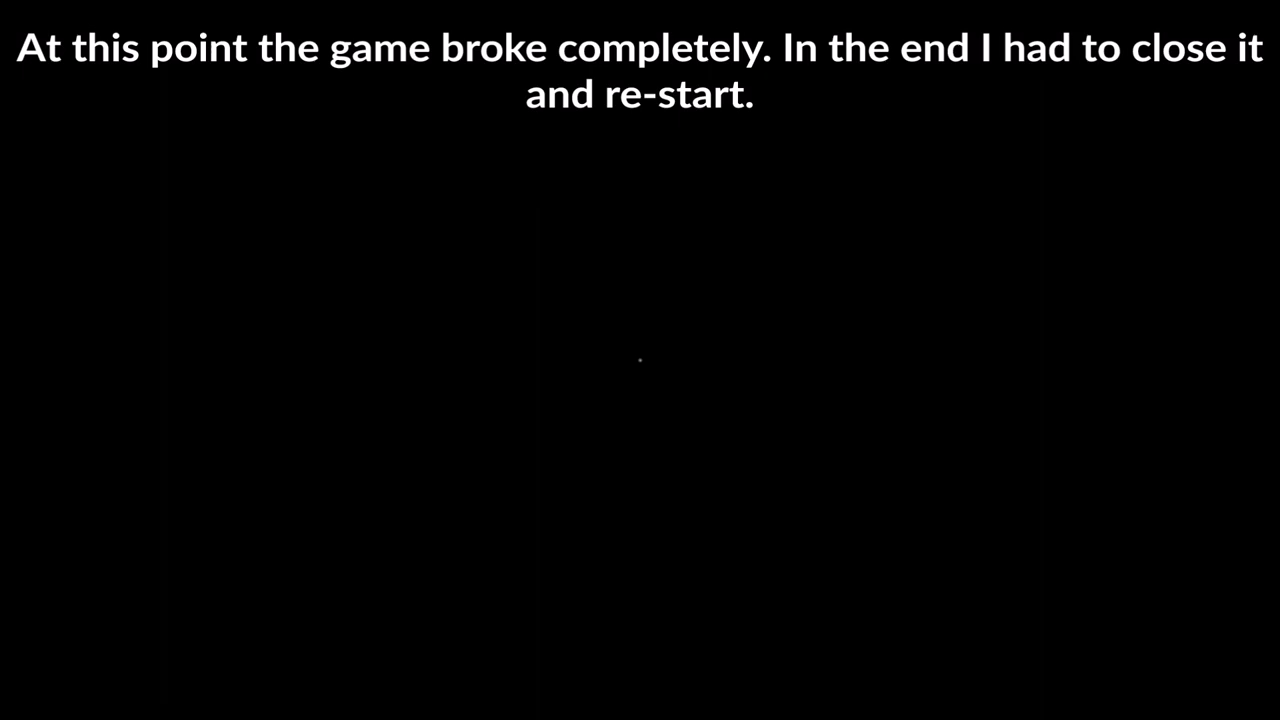 At this point the game broke completely. In the end I had to close it
and re-start.